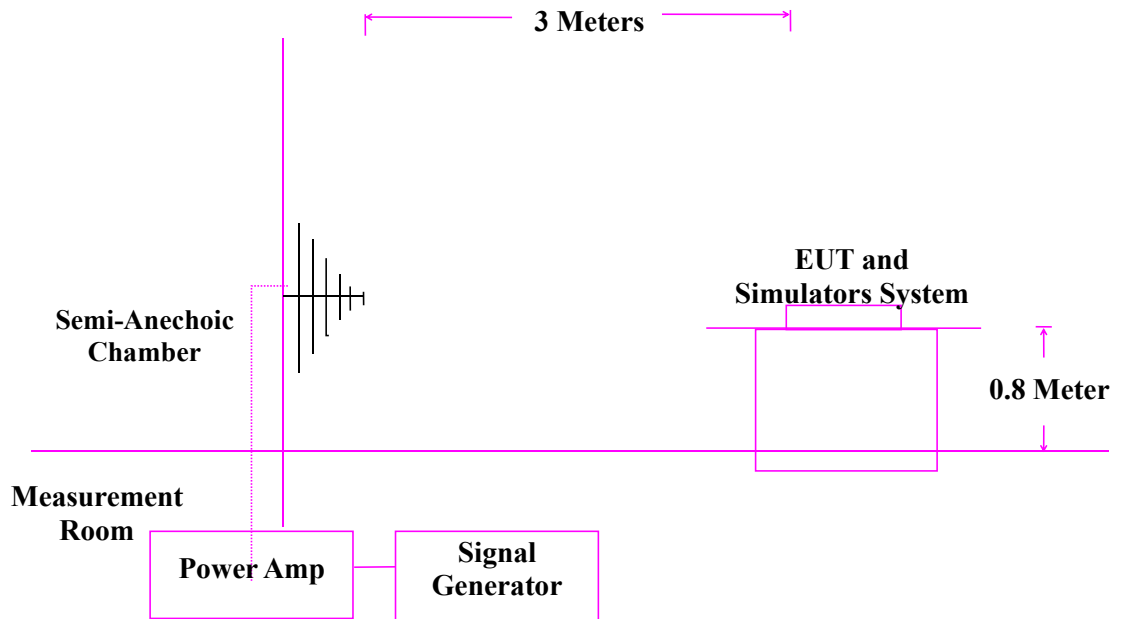 3 Meters
EUT and
Simulators System
Semi-Anechoic
Chamber
0.8 Meter
Measurement
Room
Power Amp
Signal
Generator